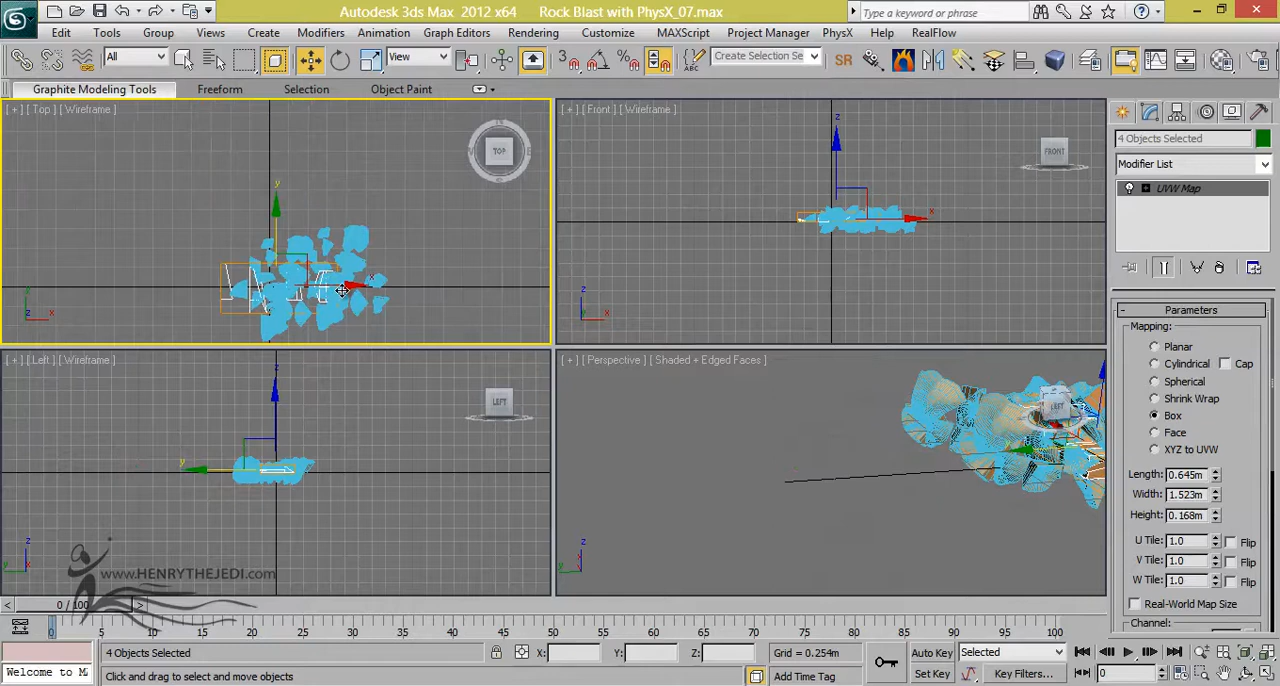 Autodesk 3ds Max 2012 x64 Rock Blast with PhysX_07.max
Type a keyword or phrase
Edit Tools Group Views Create Modifiers Animation Graph Editors Rendering Customize MAXScript Project Manager PhysX Help RealFlow
All View Create Selection Se SR
Graphite Modeling Tools Freeform Selection Object Paint
[ + ] [ Top ] [ Wireframe ]
TOP
y
x
z
[ + ] [ Front ] [ Wireframe ]
FRONT
z
x
[ + ] [ Left ] [ Wireframe ]
LEFT
z
y
[ + ] [ Perspective ] [ Shaded + Edged Faces ]
LEFT
z
y
www.HENRYTHEJEDI.com
4 Objects Selected
Modifier List
UVW Map
Parameters
Mapping:
Planar
Cylindrical Cap
Spherical
Shrink Wrap
Box
Face
XYZ to UVW
Length: 0.645m
Width: 1.523m
Height: 0.168m
U Tile: 1.0 Flip
V Tile: 1.0 Flip
W Tile: 1.0 Flip
Real-World Map Size
Channel:
< 0 / 100 >
0 5 10 15 20 25 30 35 40 45 50 55 60 65 70 75 80 85 90 95 100
4 Objects Selected X: Y: Z: Grid = 0.254m Auto Key Selected
Welcome to M Click and drag to select and move objects Add Time Tag Set Key Key Filters... 0